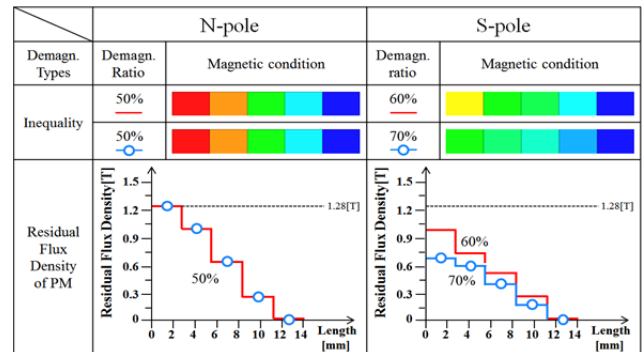 N-pole
S-pole
Demagn.
Types
Demagn.
Ratio
Magnetic condition
Demagn.
ratio
Magnetic condition
Inequality
50%
60%
50%
70%
Residual
Flux
Density
of PM
Residual Flux Density[T]
1.5
1.2
0.9
0.6
0.3
0
1.28[T]
50%
0 2 4 6 8 10 12 14
Length
[mm]
Residual Flux Density[T]
1.5
1.2
0.9
0.6
0.3
0
1.28[T]
60%
70%
0 2 4 6 8 10 12 14
Length
[mm]